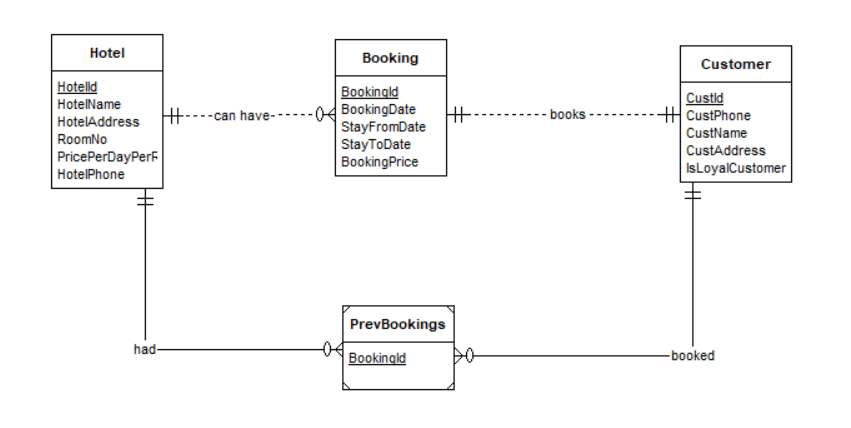 Hotel
HotelId
HotelName
HotelAddress
RoomNo
PricePerDayPerR
HotelPhone
can have
Booking
BookingId
BookingDate
StayFromDate
StayToDate
BookingPrice
books
Customer
CustId
CustPhone
CustName
CustAddress
IsLoyalCustomer
had
PrevBookings
BookingId
booked